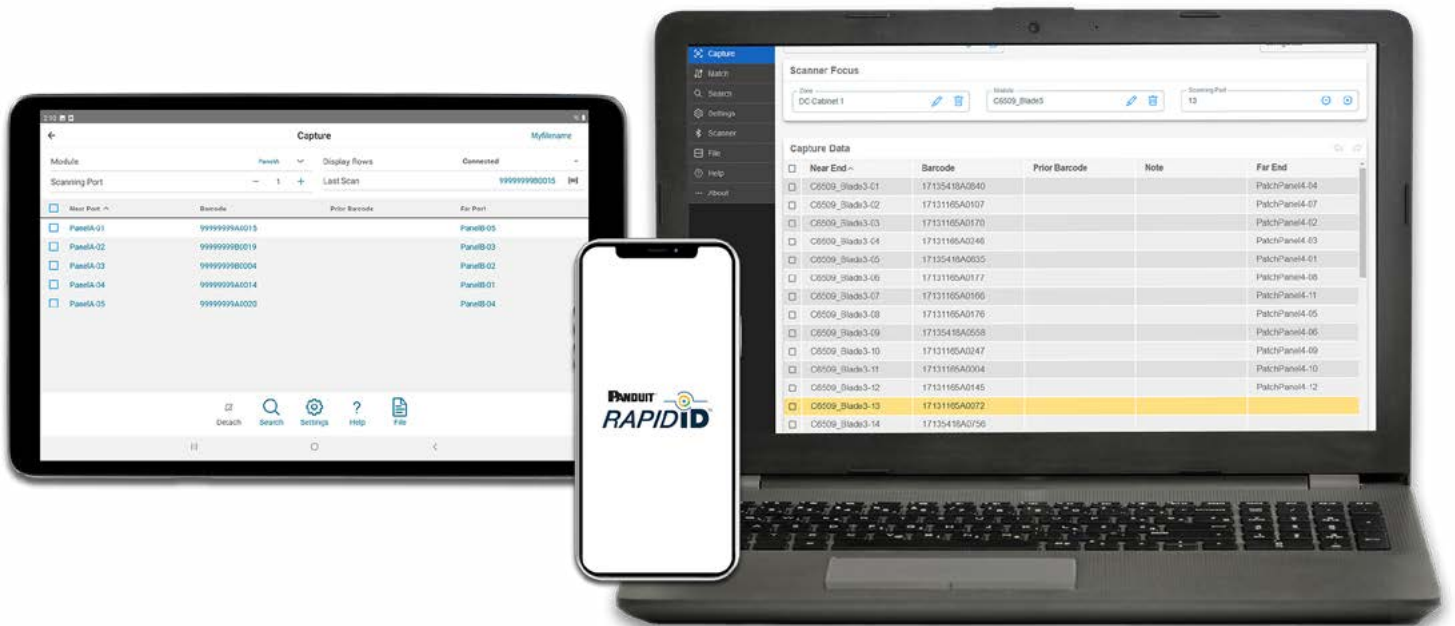 2:10
Capture
Myfilename
Module
PanelA
Display Rows
Connected
Scanning Port
- 1 +
Last Scan
99999999B0015
Near Port
Barcode
Prior Barcode
Far Port
PanelA-01 99999999A0015 PanelB-05
PanelA-02 99999999B0019 PanelB-03
PanelA-03 99999999B0004 PanelB-02
PanelA-04 99999999A0014 PanelB-01
PanelA-05 99999999A0020 PanelB-04
Detach
Search
Settings
Help
File
PANDUIT
RAPIDID
Capture
Match
Search
Settings
Scanner
File
Help
About
Scanner Focus
Zone
DC Cabinet 1
Module
C6509_Blade3
Scanning Port
13
Capture Data
Near End
Barcode
Prior Barcode
Note
Far End
C6509_Blade3-01 17135418A0840 PatchPanel4-04
C6509_Blade3-02 17131165A0107 PatchPanel4-07
C6509_Blade3-03 17131165A0170 PatchPanel4-02
C6509_Blade3-04 17131165A0246 PatchPanel4-03
C6509_Blade3-05 17135418A0835 PatchPanel4-01
C6509_Blade3-06 17131165A0177 PatchPanel4-08
C6509_Blade3-07 17131165A0166 PatchPanel4-11
C6509_Blade3-08 17131165A0176 PatchPanel4-05
C6509_Blade3-09 17135418A0558 PatchPanel4-06
C6509_Blade3-10 17131165A0247 PatchPanel4-09
C6509_Blade3-11 17131165A0004 PatchPanel4-10
C6509_Blade3-12 17131165A0145 PatchPanel4-12
C6509_Blade3-13 17131165A0072
C6509_Blade3-14 17135418A0756